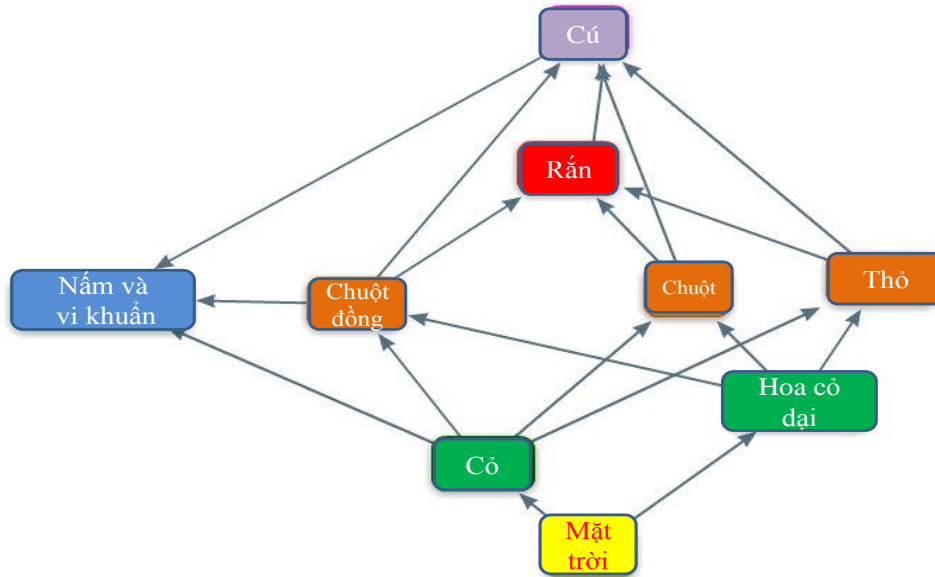 Cú
Rắn
Nấm và
vi khuẩn
Chuột
đồng
Chuột
Thỏ
Hoa cỏ
dại
Cỏ
Mặt
trời